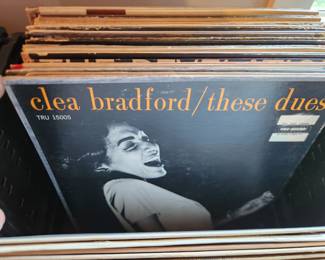 clea bradford/these dues
TRU 15005